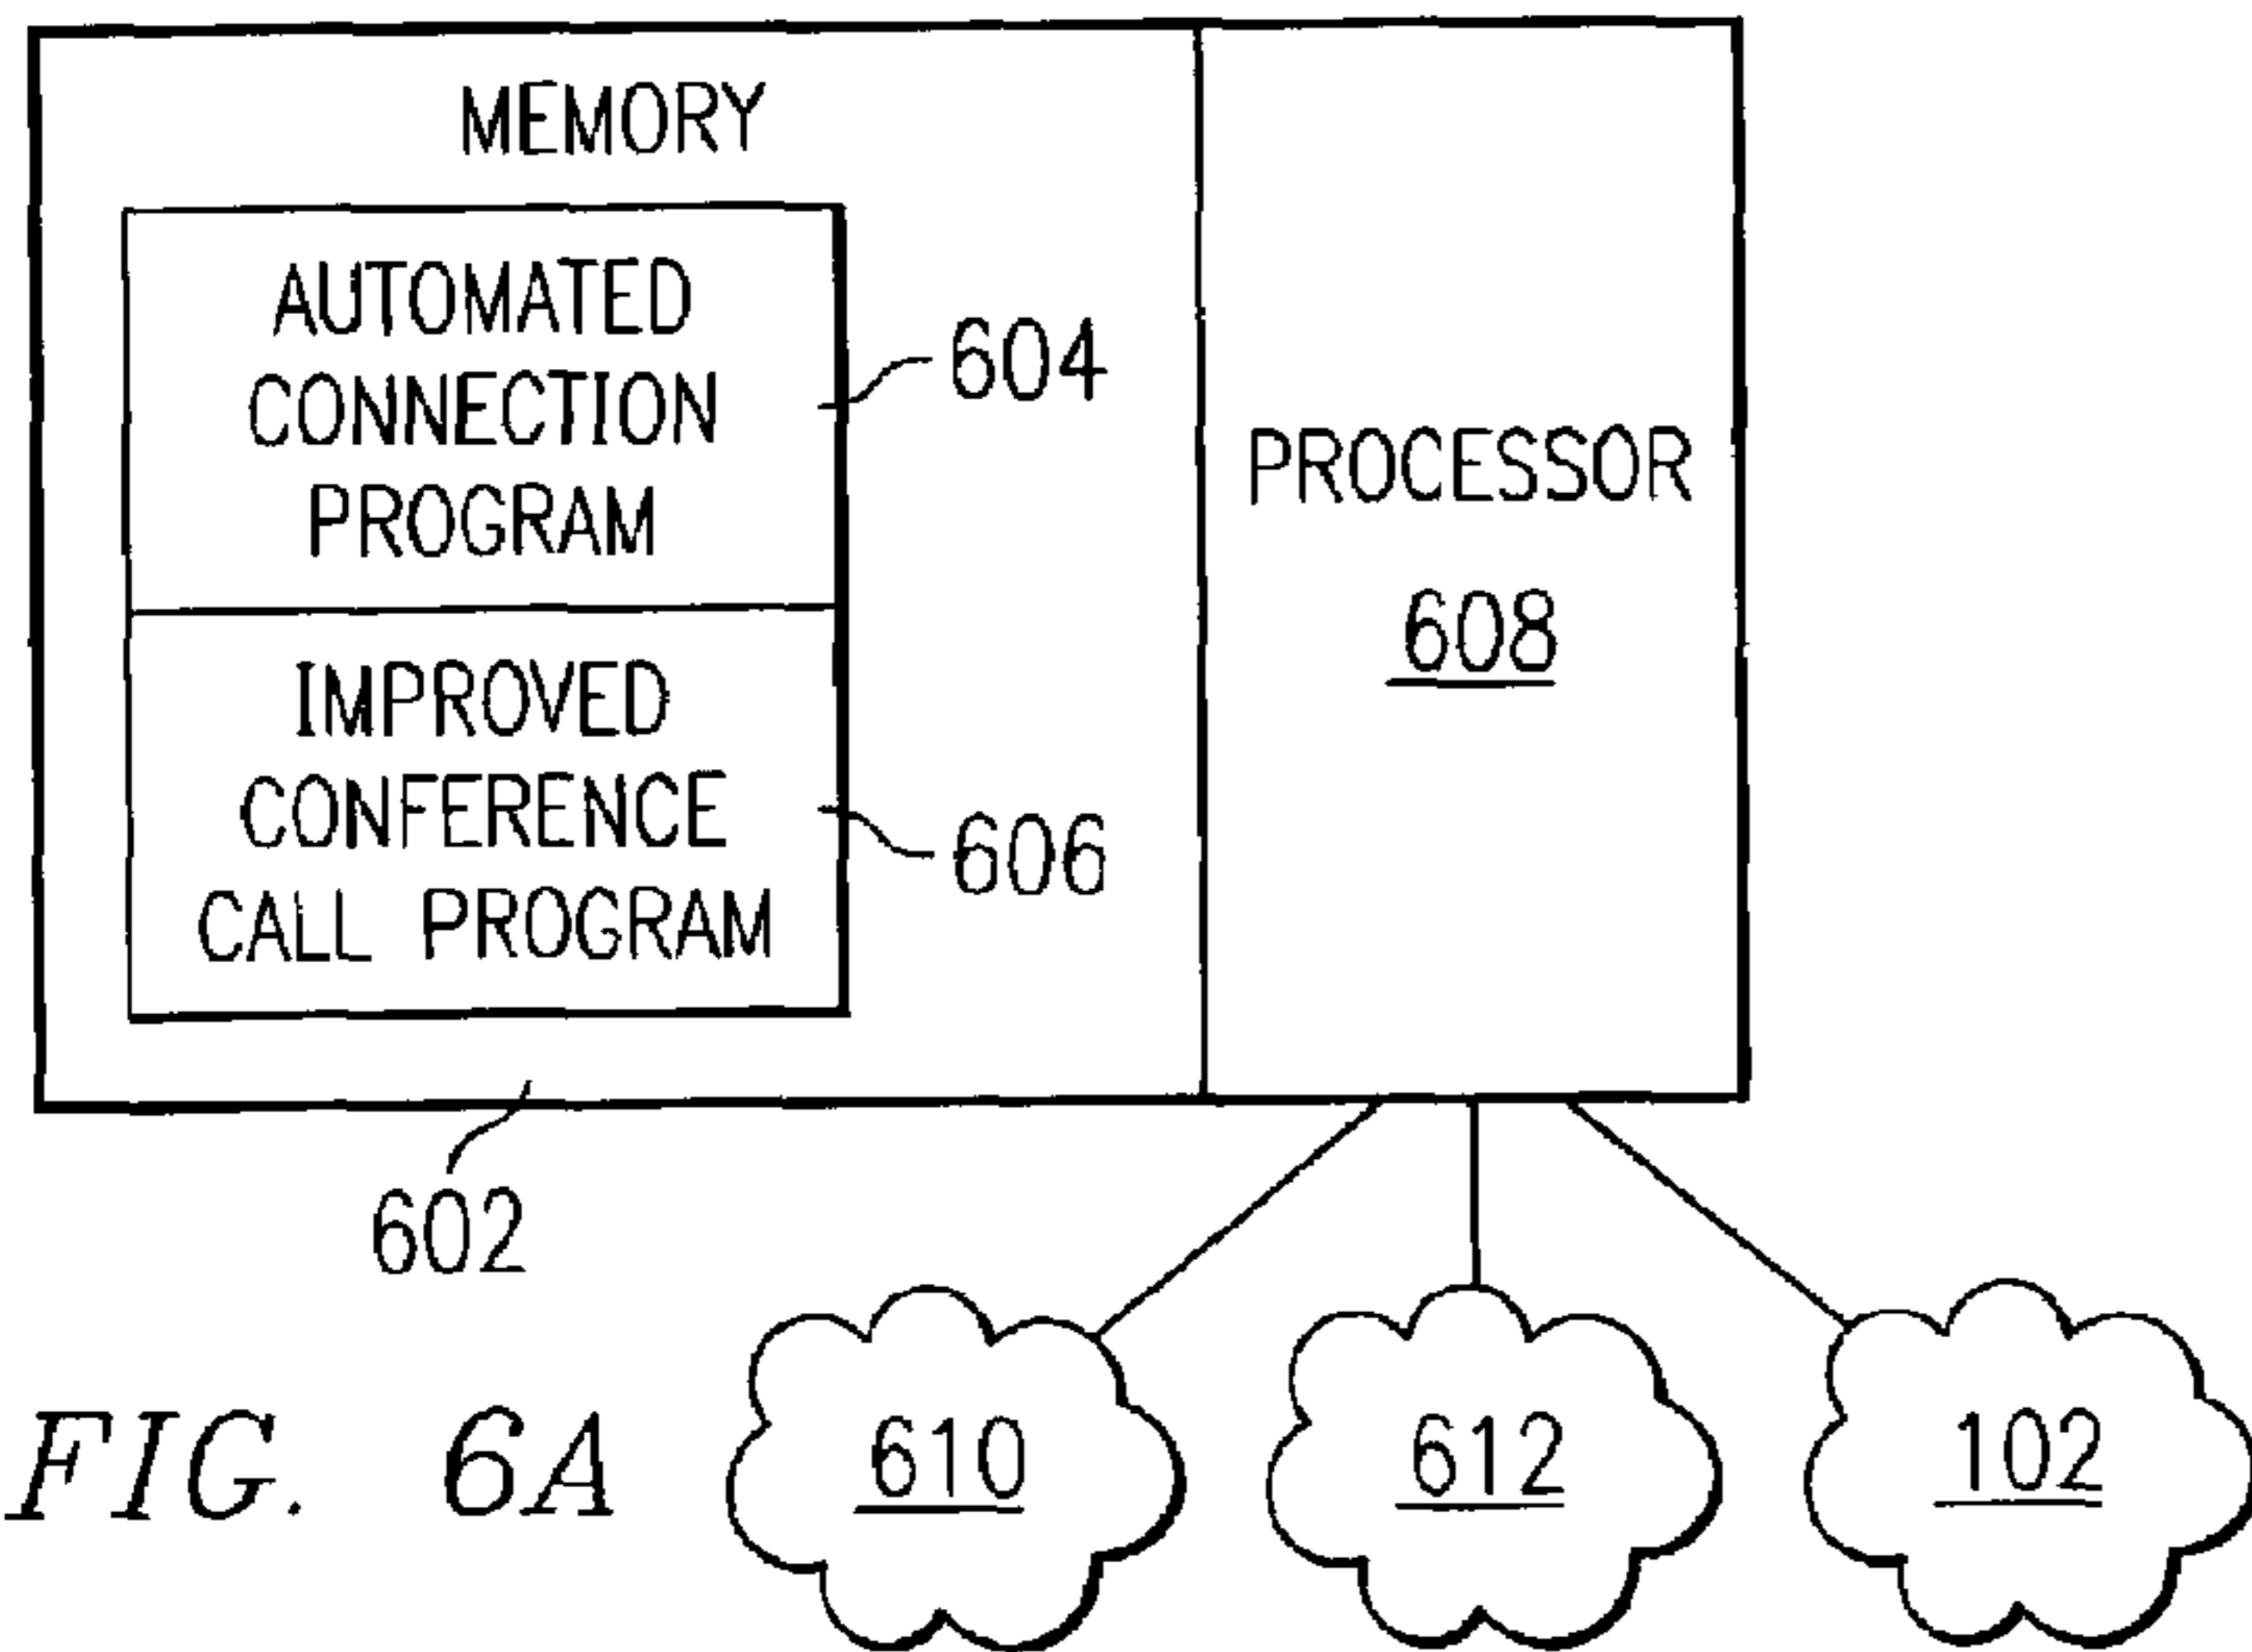 MEMORY
AUTOMATED
CONNECTION
PROGRAM
604
IMPROVED
CONFERENCE
CALL PROGRAM
606
PROCESSOR
608
602
610
612
102
FIG. 6A